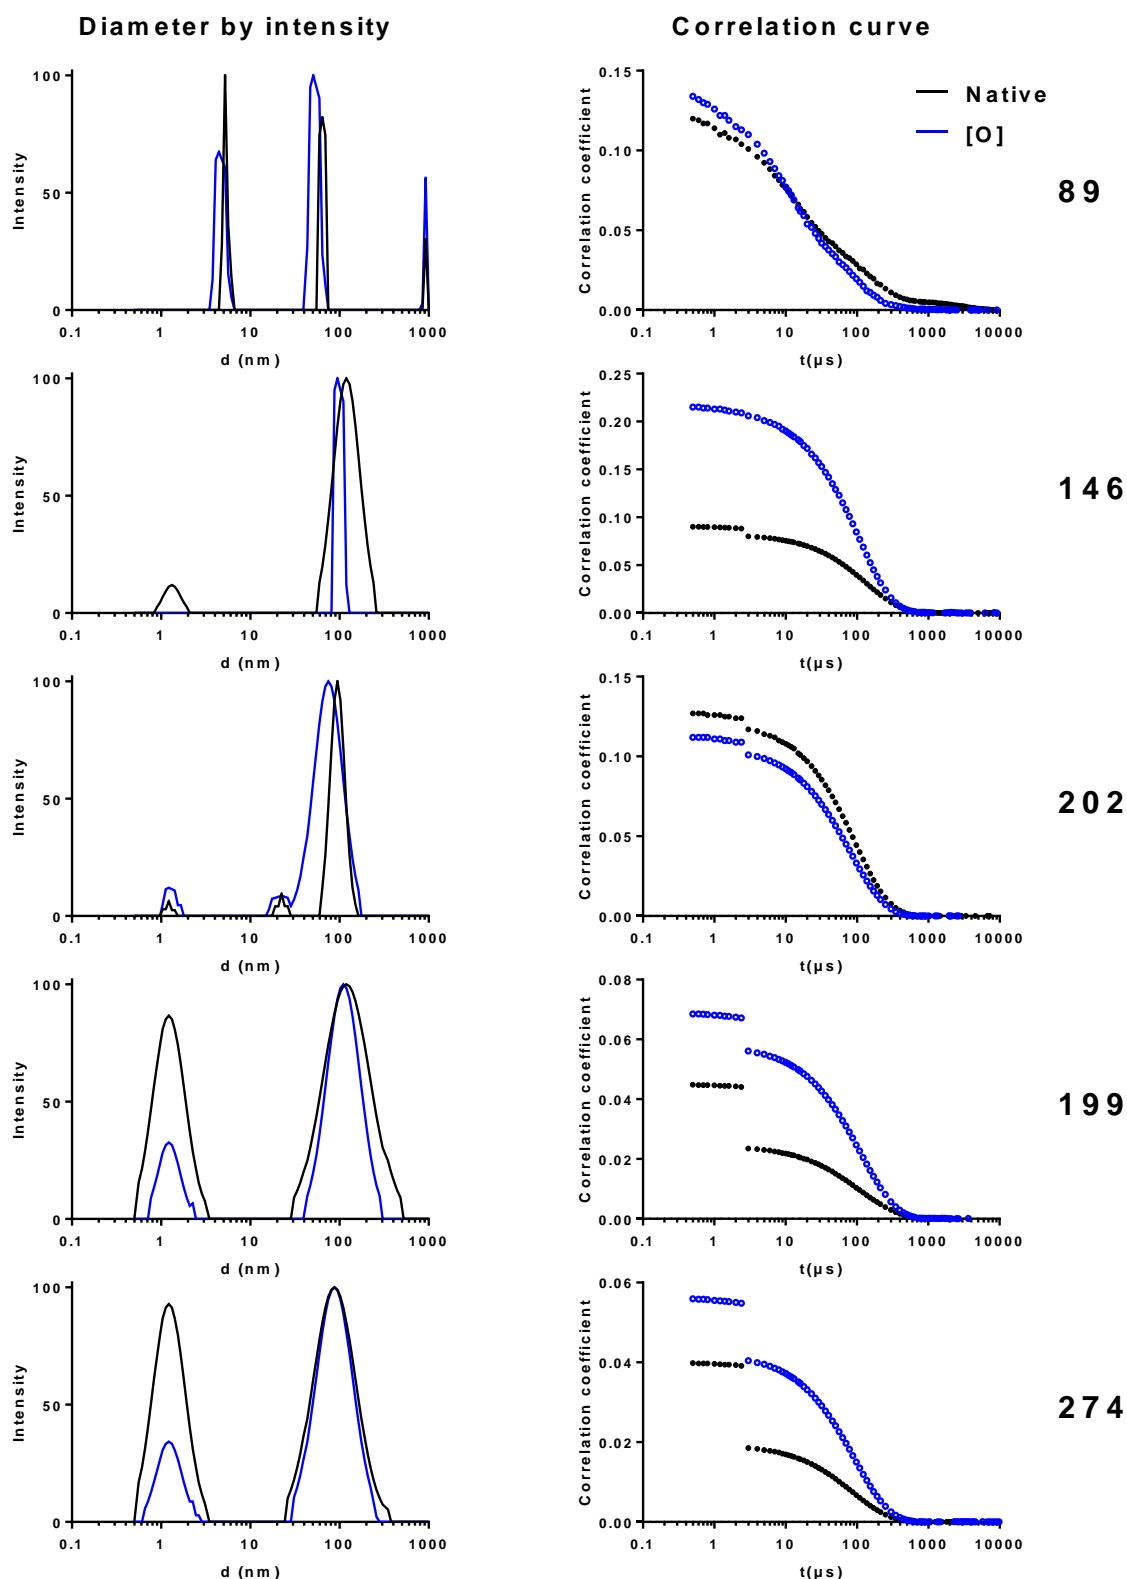 Diameter by intensity
Correlation curve
100
50
0
Intensity
0.1 1 10 100 1000
d (nm)
0.15
0.10
0.05
0.00
Correlation coefficient
0.1 1 10 100 1000 10000
t(µs)
Native
[O]
89
100
50
0
Intensity
0.1 1 10 100 1000
d (nm)
0.25
0.20
0.15
0.10
0.05
0.00
Correlation coefficient
0.1 1 10 100 1000 10000
t(µs)
146
100
50
0
Intensity
0.1 1 10 100 1000
d (nm)
0.15
0.10
0.05
0.00
Correlation coefficient
0.1 1 10 100 1000 10000
t(µs)
202
100
50
0
Intensity
0.1 1 10 100 1000
d (nm)
0.08
0.06
0.04
0.02
0.00
Correlation coefficient
0.1 1 10 100 1000 10000
t(µs)
199
100
50
0
Intensity
0.1 1 10 100 1000
d (nm)
0.06
0.04
0.02
0.00
Correlation coefficient
0.1 1 10 100 1000 10000
t(µs)
274